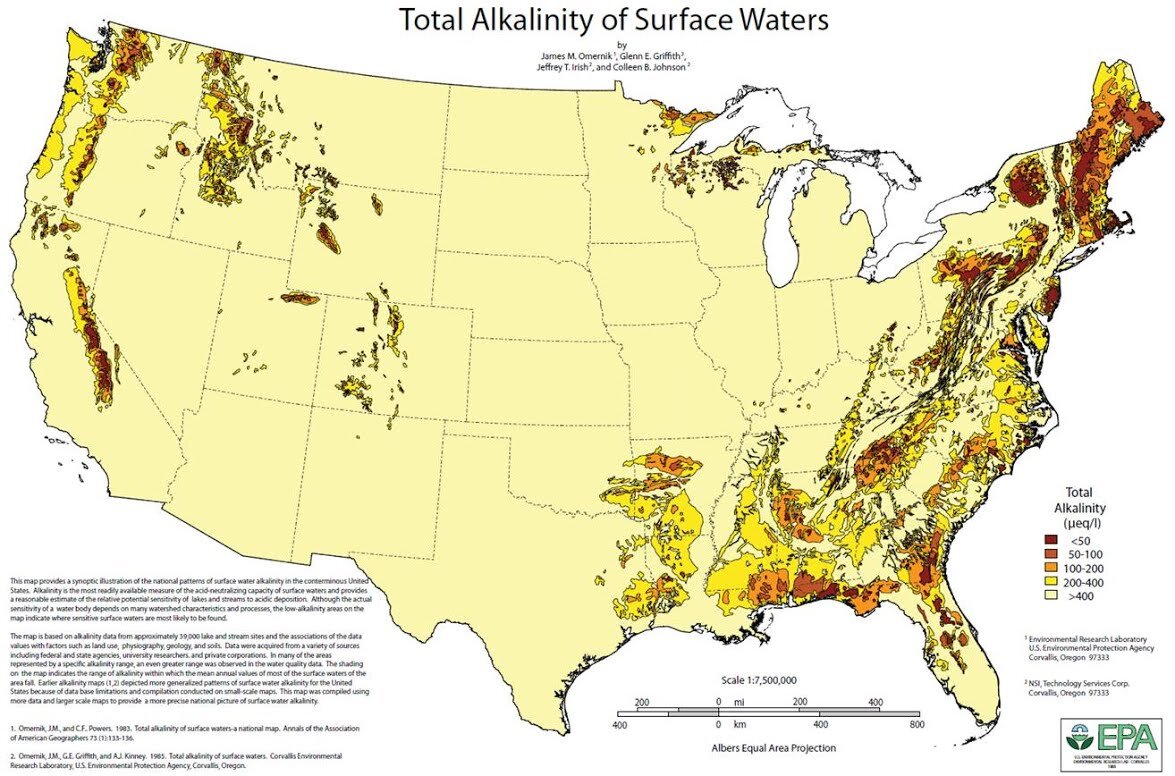 Total Alkalinity of Surface Waters
by
James M. Omernik¹, Glenn E. Griffith²,
Jeffrey T. Irish², and Colleen B. Johnson²
This map provides a synoptic illustration of the national patterns of surface water alkalinity in the conterminous United
States. Alkalinity is the most readily available measure of the acid-neutralizing capacity of surface waters and provides
a reasonable estimate of the relative potential sensitivity of lakes and streams to acidic deposition. Although the actual
sensitivity of a water body depends on many watershed characteristics and processes, the low-alkalinity areas on the
map indicate where sensitive surface waters are most likely to be found.
The map is based on alkalinity data from approximately 39,000 lake and stream sites and the associations of the data
values with factors such as land use, physiography, geology, and soils. Data were acquired from a variety of sources
including federal and state agencies, university researchers, and private corporations. In many of the areas
represented by a specific alkalinity range, an even greater range was observed in the water quality data. The shading
on the map indicates the range of alkalinity within which the mean annual values of most of the surface waters of the
area fall. Earlier alkalinity maps (1,2) depicted more generalized patterns of surface water alkalinity for the United
States because of data base limitations and compilation conducted on small-scale maps. This map was compiled using
more data and larger scale maps to provide a more precise national picture of surface water alkalinity.
1. Omernik, J.M., and C.F. Powers. 1983. Total alkalinity of surface waters-a national map. Annals of the Association
of American Geographers 73 (1):133-136.
2. Omernik, J.M., G.E. Griffith, and A.J. Kinney. 1985. Total alkalinity of surface waters. Corvallis Environmental
Research Laboratory, U.S. Environmental Protection Agency, Corvallis, Oregon.
Total
Alkalinity
(µeq/l)
<50
50-100
100-200
200-400
>400
¹ Environmental Research Laboratory
U.S. Environmental Protection Agency
Corvallis, Oregon 97333
² NSI, Technology Services Corp.
Corvallis, Oregon 97333
Scale 1:7,500,000
200 0 mi 200 400
400 0 km 400 800
Albers Equal Area Projection
EPA
U.S. ENVIRONMENTAL PROTECTION AGENCY
ENVIRONMENTAL RESEARCH LAB - CORVALLIS